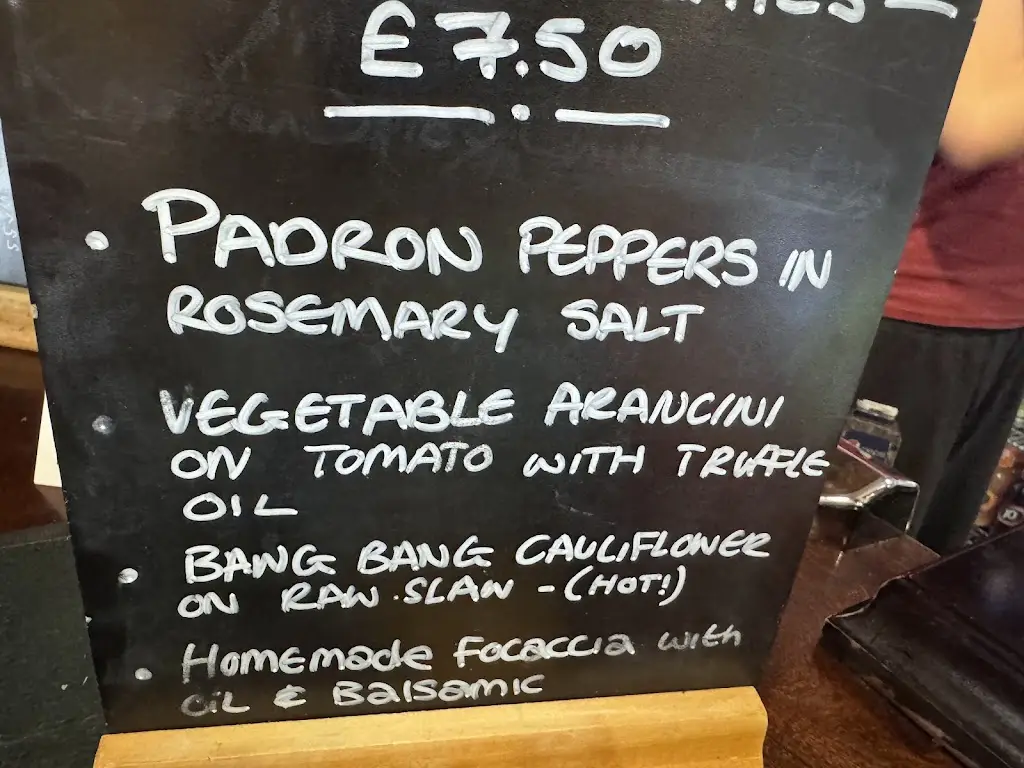 £7.50
• PADRON PEPPERS IN
ROSEMARY SALT
• VEGETABLE ARANCINI
ON TOMATO WITH TRUFFLE
OIL
• BANG BANG CAULIFLOWER
ON RAW SLAW - (HOT!)
• Homemade Focaccia with
OIL & Balsamic